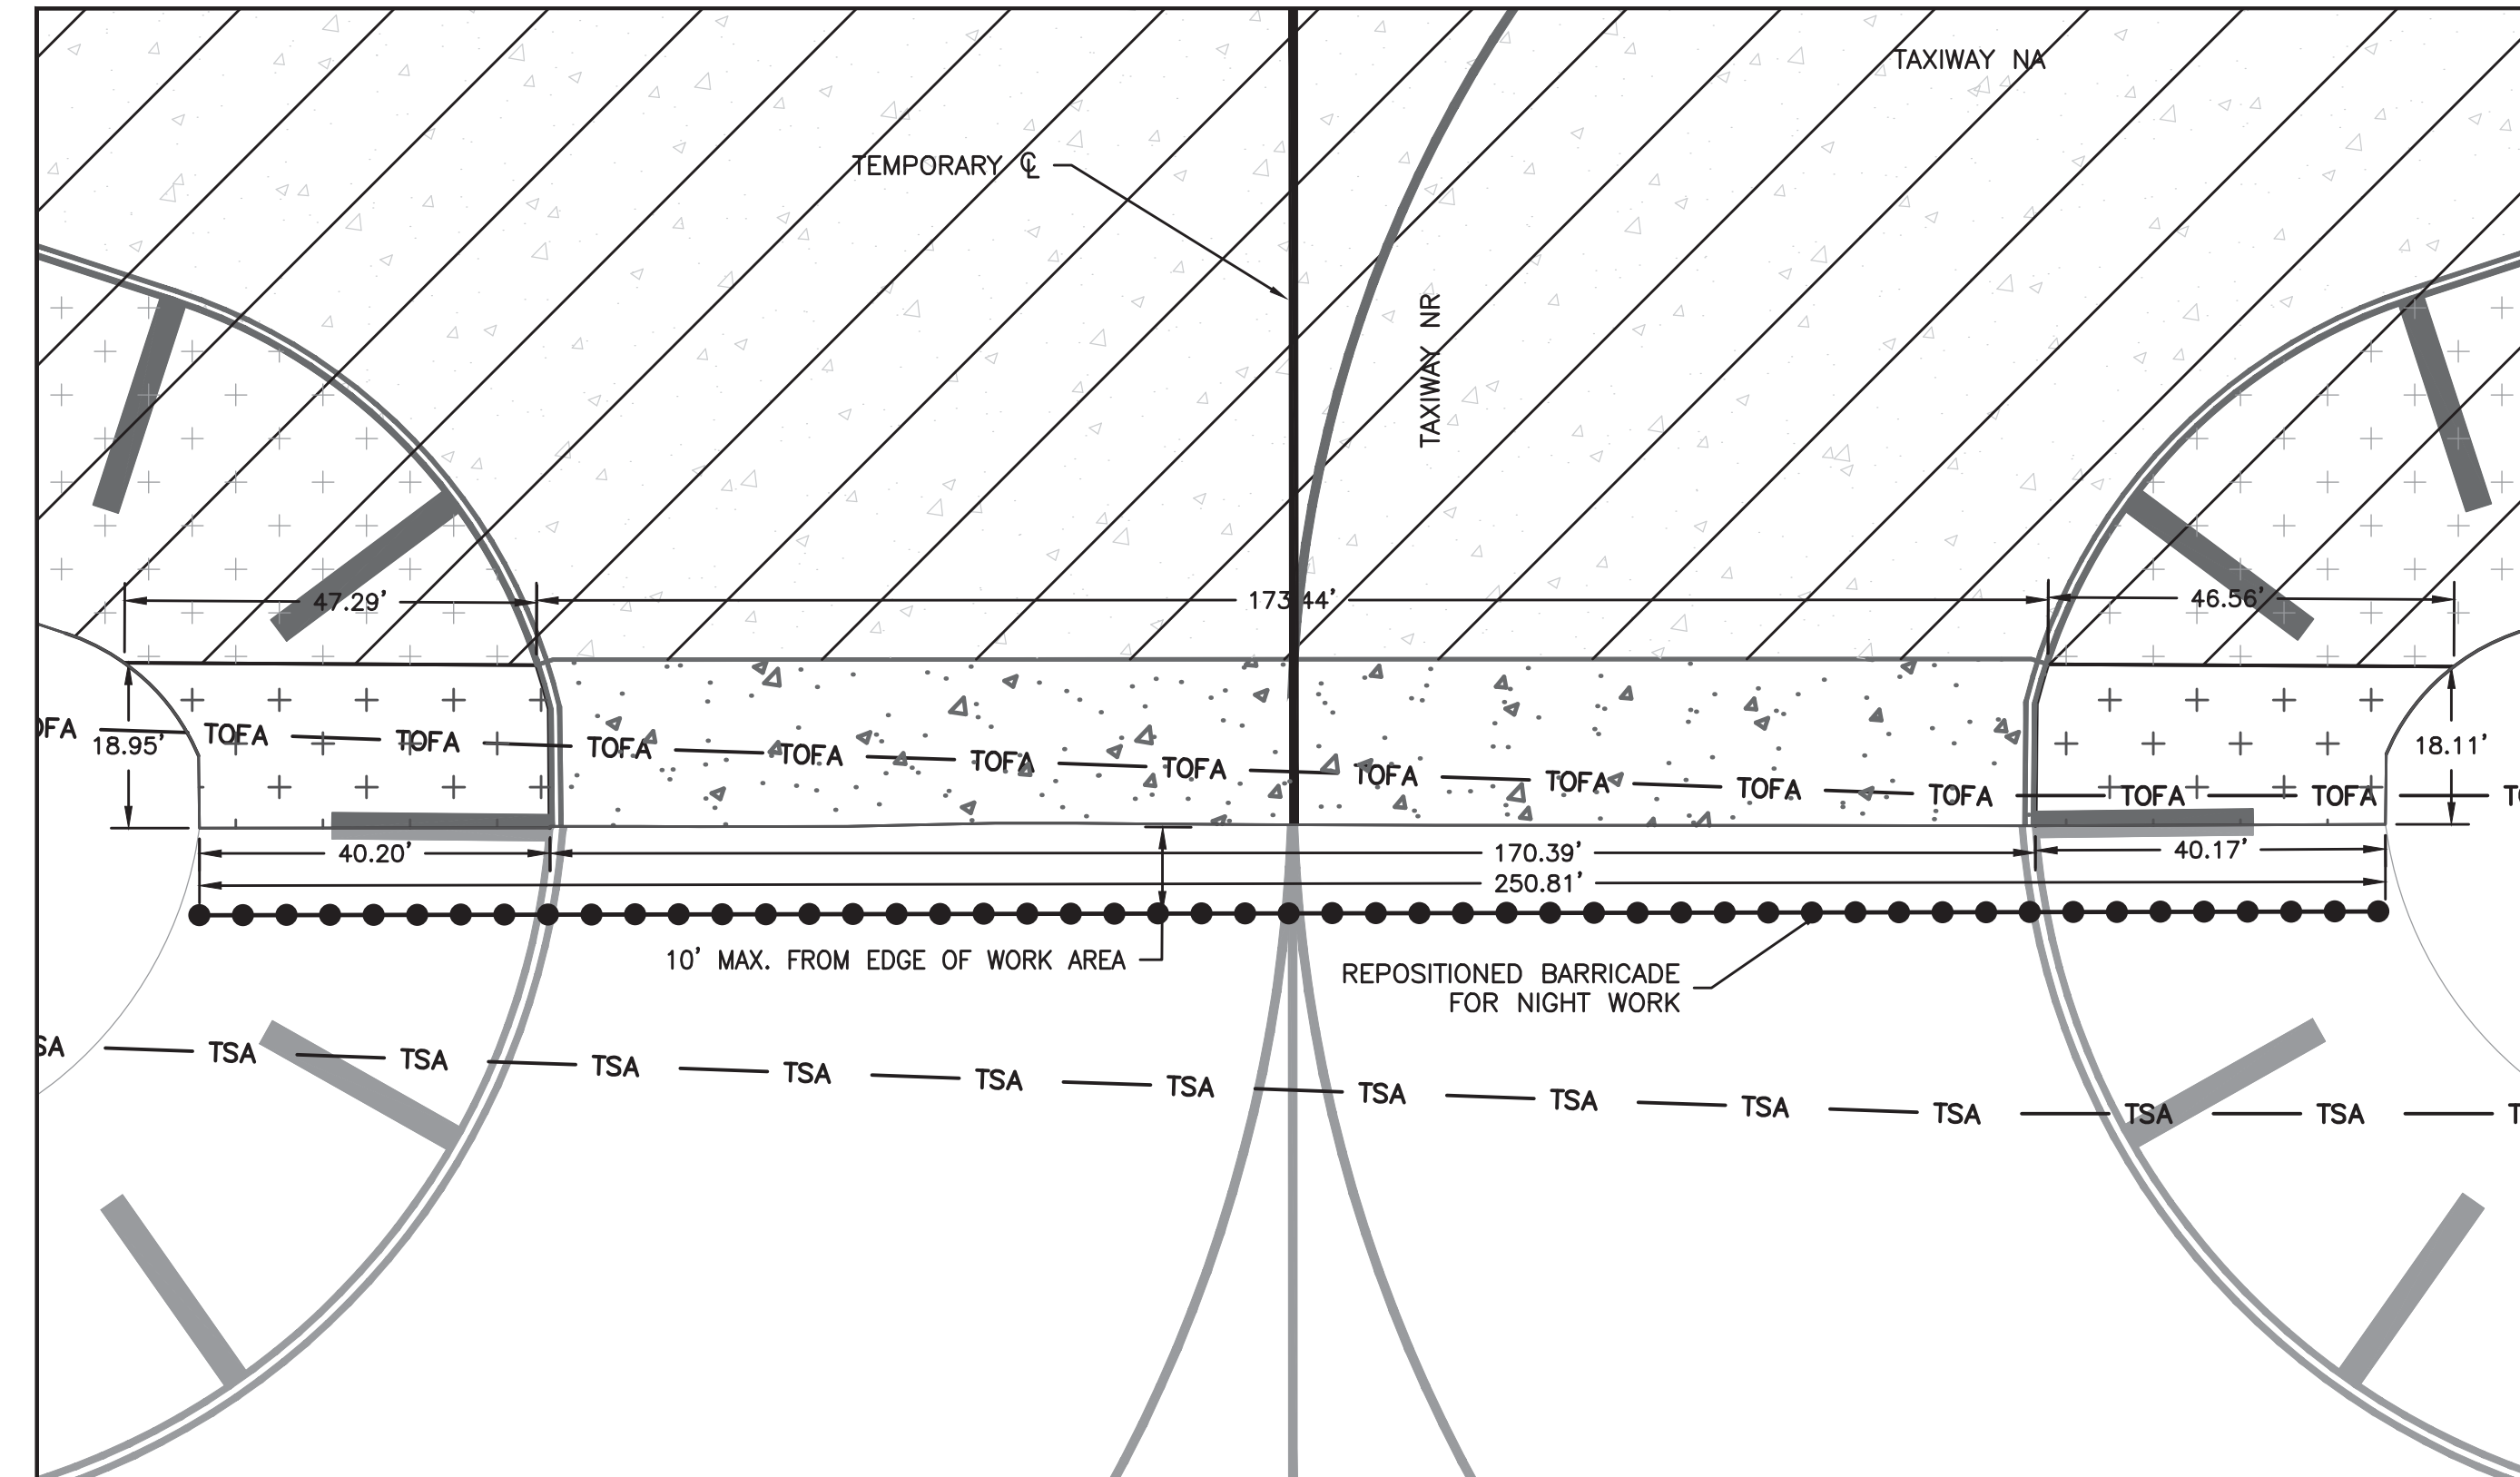 TAXIWAY NA
TEMPORARY ℄
TAXIWAY NR
47.29’
173.44’
46.56’
18.95’
18.11’
OFA TOFA TOFA TOFA TOFA TOFA TOFA TOFA TOFA TOFA TOFA TOFA TOFA
40.20’
170.39’
40.17’
250.81’
10’ MAX. FROM EDGE OF WORK AREA
REPOSITIONED BARRICADE
FOR NIGHT WORK
SA TSA TSA TSA TSA TSA TSA TSA TSA TSA TSA TSA TSA